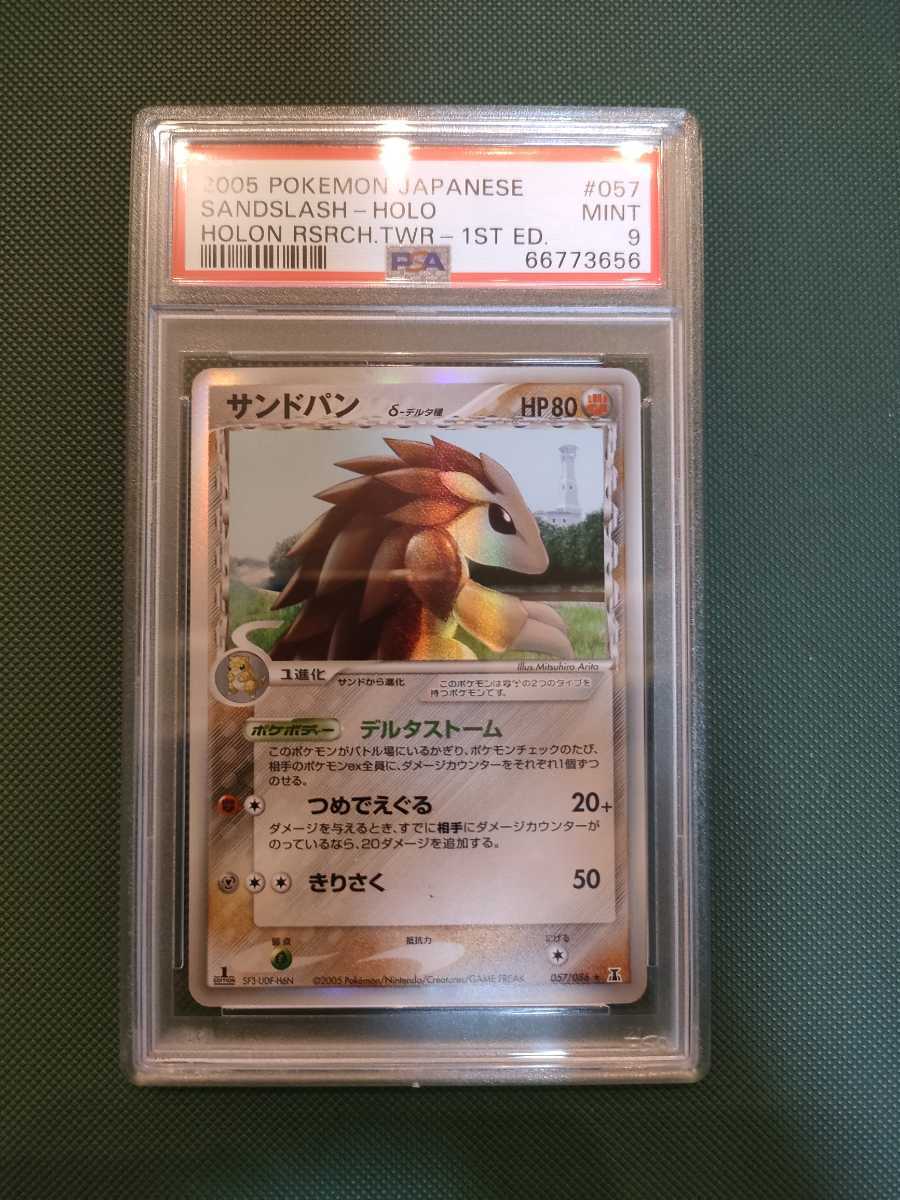 2005 POKEMON JAPANESE #057
SANDSLASH - HOLO MINT
HOLON RSRCH.TWR - 1ST ED. 9
PSA 66773656
サンドパン δ-デルタ種 HP80
Illus. Mitsuhiro Arita
1進化 サンドから進化
このポケモンは の2つのタイプを
持つポケモンです。
ポケボディー デルタストーム
このポケモンがバトル場にいるかぎり、ポケモンチェックのたび、
相手のポケモンex全員に、ダメージカウンターをそれぞれ1個ずつ
のせる。
つめでえぐる 20+
ダメージを与えるとき、すでに相手にダメージカウンターが
のっているなら、20ダメージを追加する。
きりさく 50
弱点 抵抗力 にげる
1 EDITION SF3-UDF-H6N ©2005 Pokémon/Nintendo/Creatures/GAME FREAK 057/086 ★